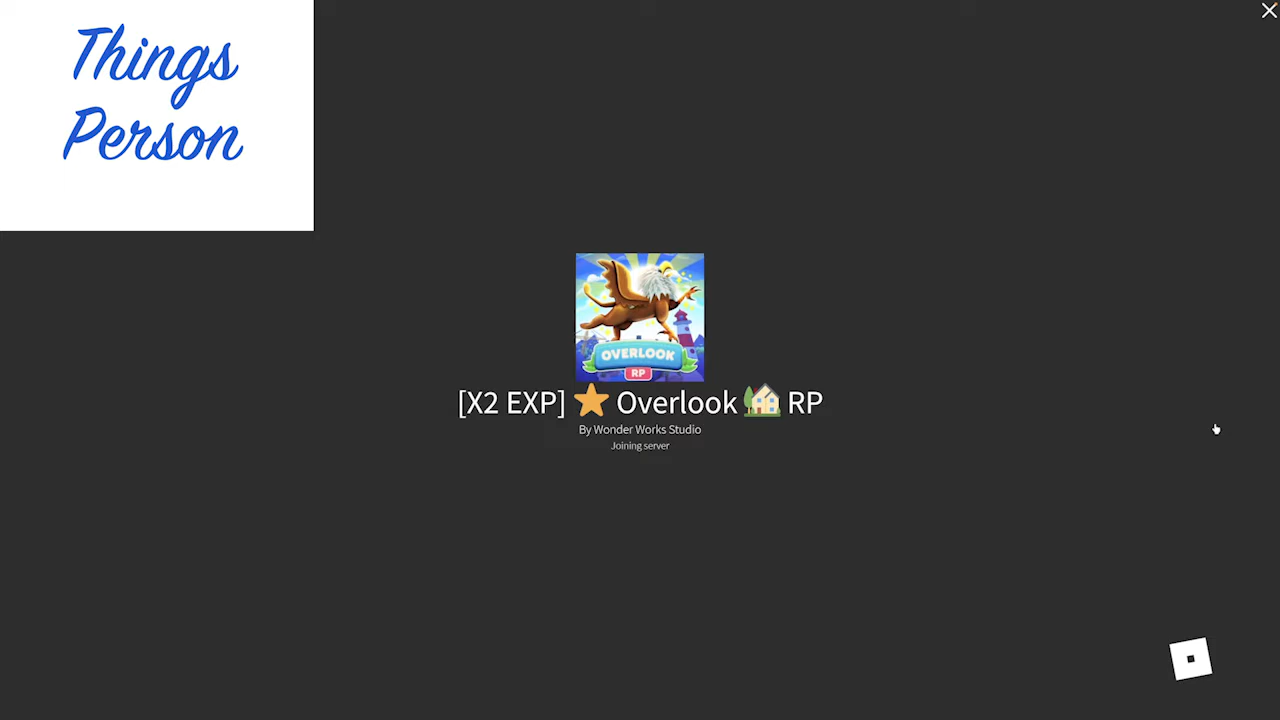 Things
Person
OVERLOOK
RP
[X2 EXP] ⭐ Overlook 🏡 RP
By Wonder Works Studio
Joining server